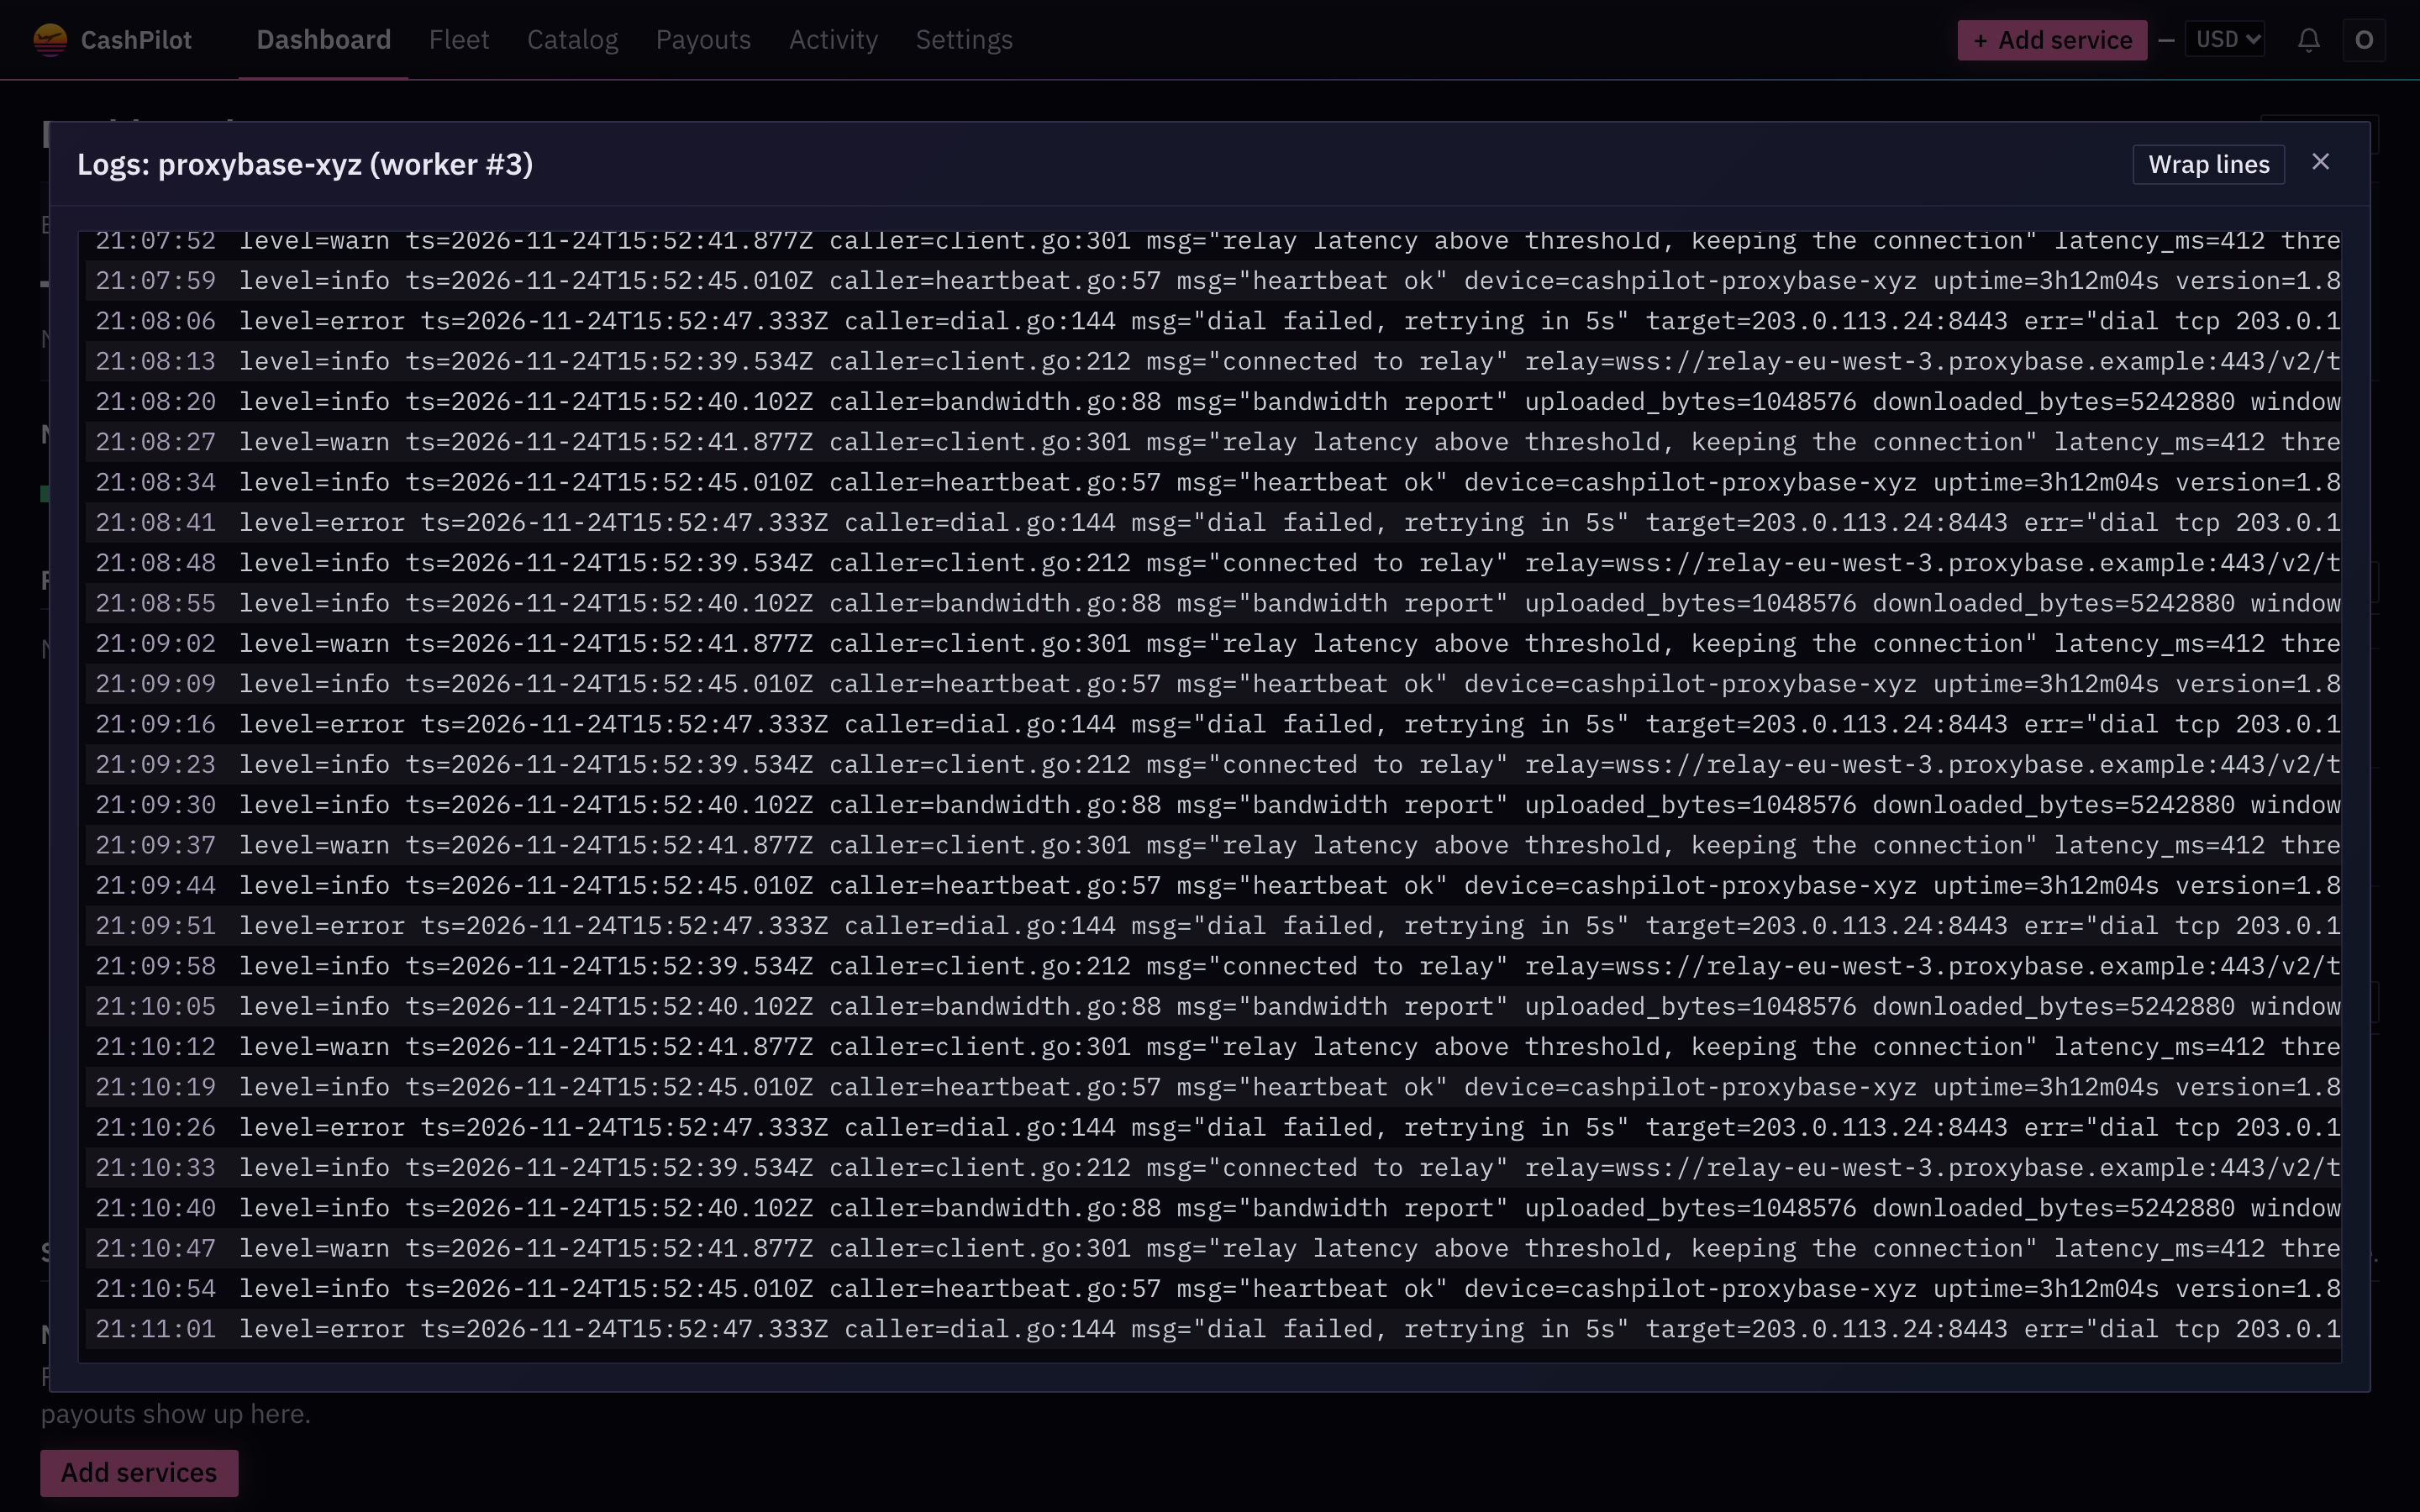 CashPilot Dashboard Fleet Catalog Payouts Activity Settings + Add service — USD O
Logs: proxybase-xyz (worker #3) Wrap lines ×
21:07:52 level=warn ts=2026-11-24T15:52:41.877Z caller=client.go:301 msg="relay latency above threshold, keeping the connection" latency_ms=412 thre
21:07:59 level=info ts=2026-11-24T15:52:45.010Z caller=heartbeat.go:57 msg="heartbeat ok" device=cashpilot-proxybase-xyz uptime=3h12m04s version=1.8
21:08:06 level=error ts=2026-11-24T15:52:47.333Z caller=dial.go:144 msg="dial failed, retrying in 5s" target=203.0.113.24:8443 err="dial tcp 203.0.1
21:08:13 level=info ts=2026-11-24T15:52:39.534Z caller=client.go:212 msg="connected to relay" relay=wss://relay-eu-west-3.proxybase.example:443/v2/t
21:08:20 level=info ts=2026-11-24T15:52:40.102Z caller=bandwidth.go:88 msg="bandwidth report" uploaded_bytes=1048576 downloaded_bytes=5242880 window
21:08:27 level=warn ts=2026-11-24T15:52:41.877Z caller=client.go:301 msg="relay latency above threshold, keeping the connection" latency_ms=412 thre
21:08:34 level=info ts=2026-11-24T15:52:45.010Z caller=heartbeat.go:57 msg="heartbeat ok" device=cashpilot-proxybase-xyz uptime=3h12m04s version=1.8
21:08:41 level=error ts=2026-11-24T15:52:47.333Z caller=dial.go:144 msg="dial failed, retrying in 5s" target=203.0.113.24:8443 err="dial tcp 203.0.1
21:08:48 level=info ts=2026-11-24T15:52:39.534Z caller=client.go:212 msg="connected to relay" relay=wss://relay-eu-west-3.proxybase.example:443/v2/t
21:08:55 level=info ts=2026-11-24T15:52:40.102Z caller=bandwidth.go:88 msg="bandwidth report" uploaded_bytes=1048576 downloaded_bytes=5242880 window
21:09:02 level=warn ts=2026-11-24T15:52:41.877Z caller=client.go:301 msg="relay latency above threshold, keeping the connection" latency_ms=412 thre
21:09:09 level=info ts=2026-11-24T15:52:45.010Z caller=heartbeat.go:57 msg="heartbeat ok" device=cashpilot-proxybase-xyz uptime=3h12m04s version=1.8
21:09:16 level=error ts=2026-11-24T15:52:47.333Z caller=dial.go:144 msg="dial failed, retrying in 5s" target=203.0.113.24:8443 err="dial tcp 203.0.1
21:09:23 level=info ts=2026-11-24T15:52:39.534Z caller=client.go:212 msg="connected to relay" relay=wss://relay-eu-west-3.proxybase.example:443/v2/t
21:09:30 level=info ts=2026-11-24T15:52:40.102Z caller=bandwidth.go:88 msg="bandwidth report" uploaded_bytes=1048576 downloaded_bytes=5242880 window
21:09:37 level=warn ts=2026-11-24T15:52:41.877Z caller=client.go:301 msg="relay latency above threshold, keeping the connection" latency_ms=412 thre
21:09:44 level=info ts=2026-11-24T15:52:45.010Z caller=heartbeat.go:57 msg="heartbeat ok" device=cashpilot-proxybase-xyz uptime=3h12m04s version=1.8
21:09:51 level=error ts=2026-11-24T15:52:47.333Z caller=dial.go:144 msg="dial failed, retrying in 5s" target=203.0.113.24:8443 err="dial tcp 203.0.1
21:09:58 level=info ts=2026-11-24T15:52:39.534Z caller=client.go:212 msg="connected to relay" relay=wss://relay-eu-west-3.proxybase.example:443/v2/t
21:10:05 level=info ts=2026-11-24T15:52:40.102Z caller=bandwidth.go:88 msg="bandwidth report" uploaded_bytes=1048576 downloaded_bytes=5242880 window
21:10:12 level=warn ts=2026-11-24T15:52:41.877Z caller=client.go:301 msg="relay latency above threshold, keeping the connection" latency_ms=412 thre
21:10:19 level=info ts=2026-11-24T15:52:45.010Z caller=heartbeat.go:57 msg="heartbeat ok" device=cashpilot-proxybase-xyz uptime=3h12m04s version=1.8
21:10:26 level=error ts=2026-11-24T15:52:47.333Z caller=dial.go:144 msg="dial failed, retrying in 5s" target=203.0.113.24:8443 err="dial tcp 203.0.1
21:10:33 level=info ts=2026-11-24T15:52:39.534Z caller=client.go:212 msg="connected to relay" relay=wss://relay-eu-west-3.proxybase.example:443/v2/t
21:10:40 level=info ts=2026-11-24T15:52:40.102Z caller=bandwidth.go:88 msg="bandwidth report" uploaded_bytes=1048576 downloaded_bytes=5242880 window
21:10:47 level=warn ts=2026-11-24T15:52:41.877Z caller=client.go:301 msg="relay latency above threshold, keeping the connection" latency_ms=412 thre
21:10:54 level=info ts=2026-11-24T15:52:45.010Z caller=heartbeat.go:57 msg="heartbeat ok" device=cashpilot-proxybase-xyz uptime=3h12m04s version=1.8
21:11:01 level=error ts=2026-11-24T15:52:47.333Z caller=dial.go:144 msg="dial failed, retrying in 5s" target=203.0.113.24:8443 err="dial tcp 203.0.1
payouts show up here.
Add services